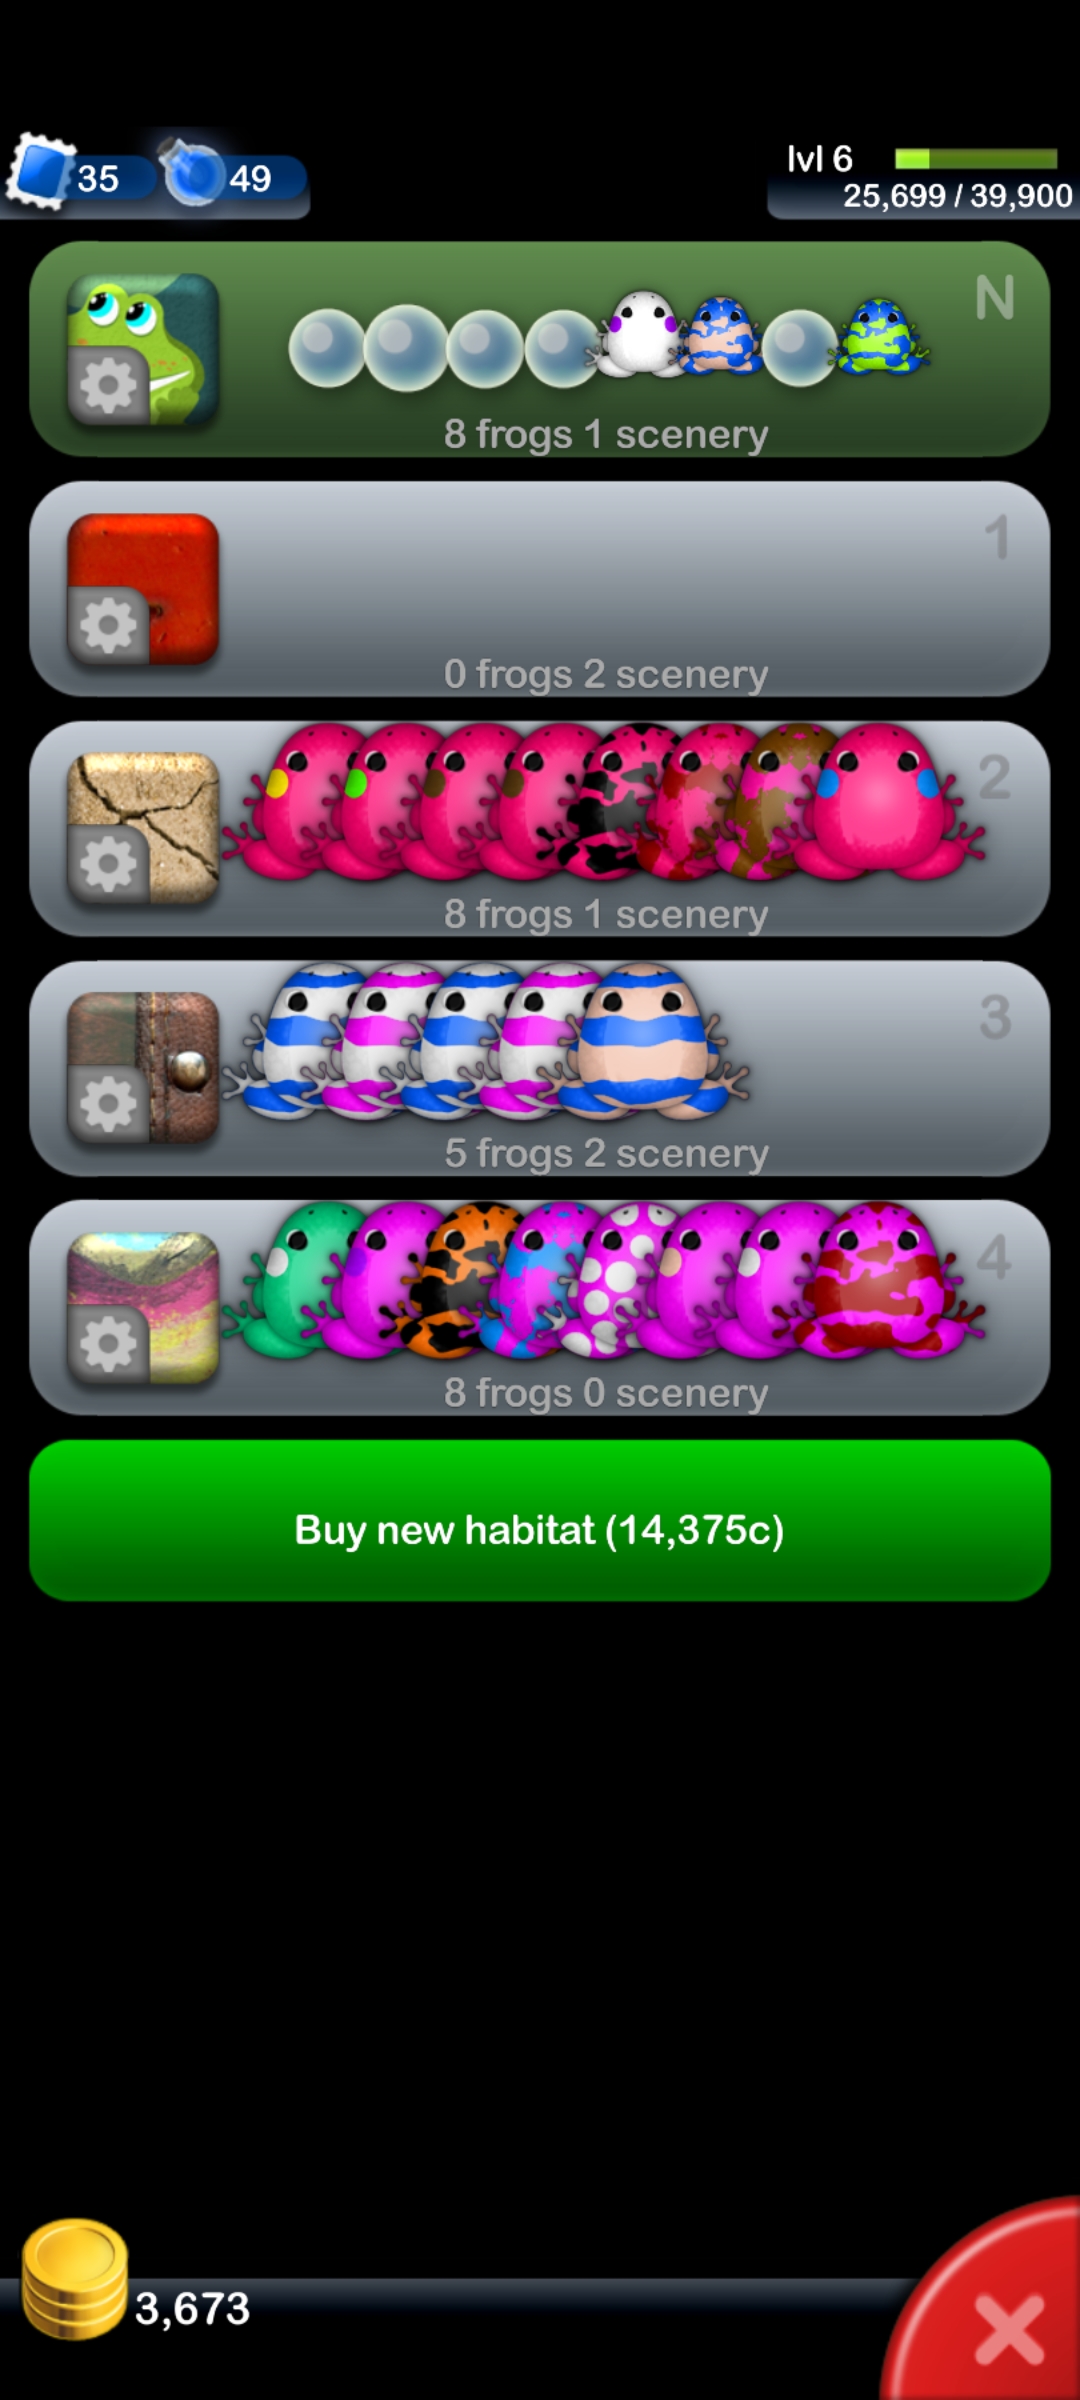 35
49
lvl 6
25,699 / 39,900
N
8 frogs 1 scenery
1
0 frogs 2 scenery
2
8 frogs 1 scenery
3
5 frogs 2 scenery
4
8 frogs 0 scenery
Buy new habitat (14,375c)
3,673